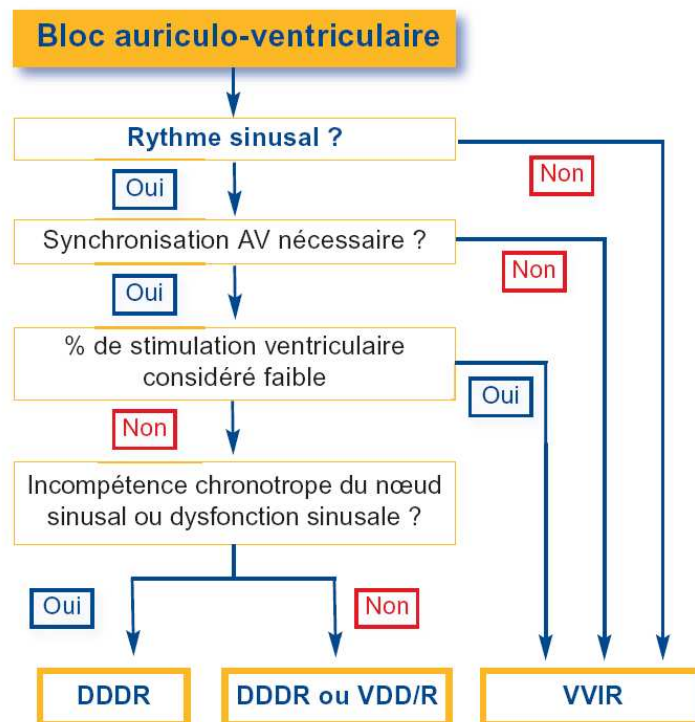 Bloc auriculo-ventriculaire
Rythme sinusal ?
Oui
Non
Synchronisation AV nécessaire ?
Oui
Non
% de stimulation ventriculaire
considéré faible
Non
Oui
Incompétence chronotrope du nœud
sinusal ou dysfonction sinusale ?
Oui
Non
DDDR
DDDR ou VDD/R
VVIR